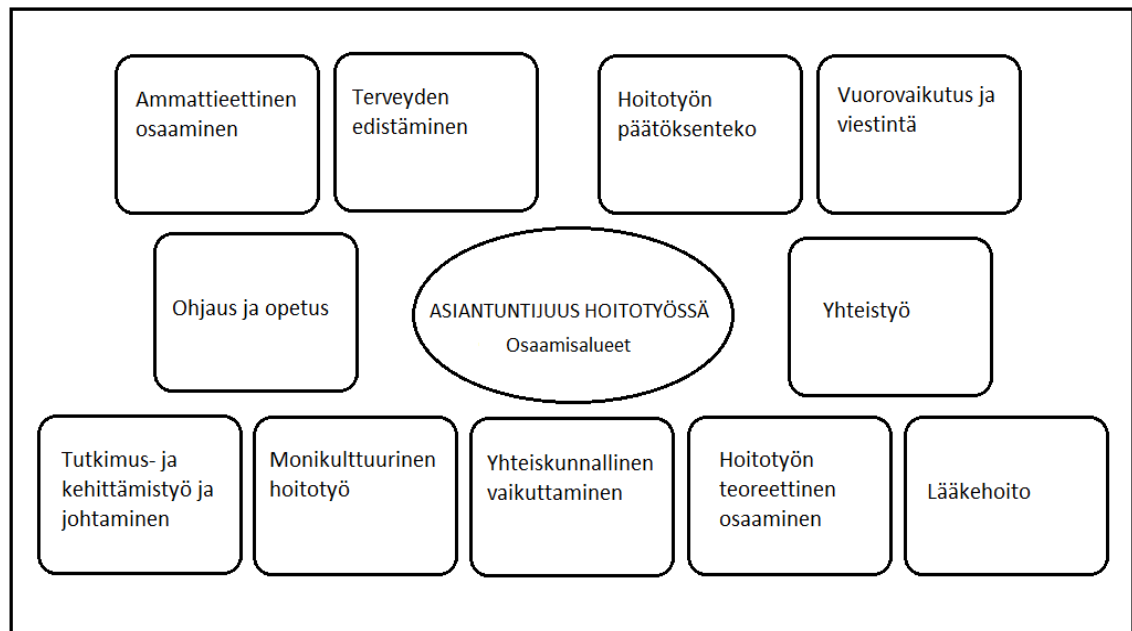 Ammattieettinen
osaaminen
Terveyden
edistäminen
Hoitotyön
päätöksenteko
Vuorovaikutus ja
viestintä
Ohjaus ja opetus
ASIANTUNTIJUUS HOITOTYÖSSÄ
Osaamisalueet
Yhteistyö
Tutkimus- ja
kehittämistyö ja
johtaminen
Monikulttuurinen
hoitotyö
Yhteiskunnallinen
vaikuttaminen
Hoitotyön
teoreettinen
osaaminen
Lääkehoito